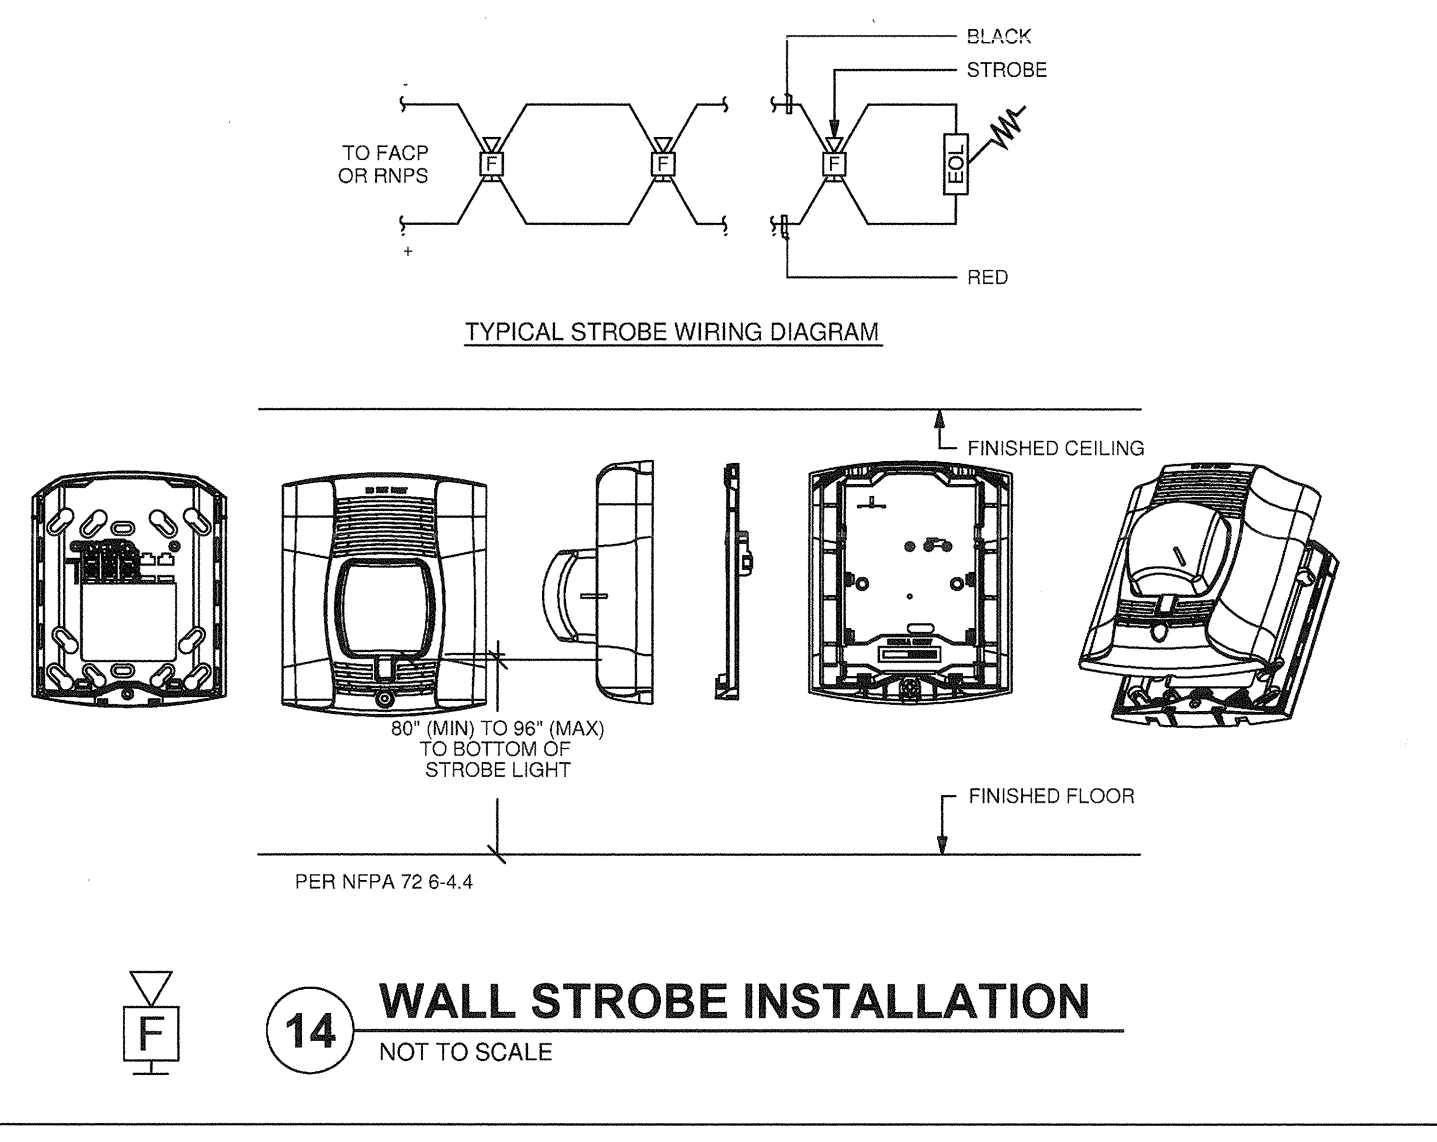 BLACK
STROBE
-
TO FACP
OR RNPS
F
F
F
EOL
+
RED
TYPICAL STROBE WIRING DIAGRAM
FINISHED CEILING
80" (MIN) TO 96" (MAX)
TO BOTTOM OF
STROBE LIGHT
FINISHED FLOOR
PER NFPA 72 6-4.4
F
14
WALL STROBE INSTALLATION
NOT TO SCALE